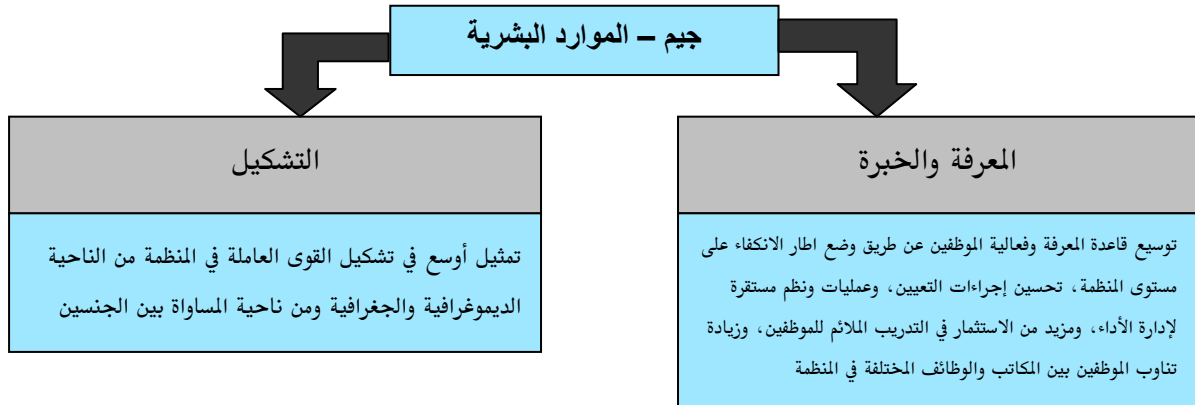 جيم – الموارد البشرية
المعرفة والخبرة
توسيع قاعدة المعرفة وفعالية الموظفين عن طريق وضع اطار الانكفاء على
مستوى المنظمة، تحسين إجراءات التعيين، وعمليات ونظم مستقرة
لإدارة الأداء، ومزيد من الاستثمار في التدريب الملائم للموظفين، وزيادة
تناوب الموظفين بين المكاتب والوظائف المختلفة في المنظمة
التشكيل
تمثيل أوسع في تشكيل القوى العاملة في المنظمة من الناحية
الديموغرافية والجغرافية ومن ناحية المساواة بين الجنسين